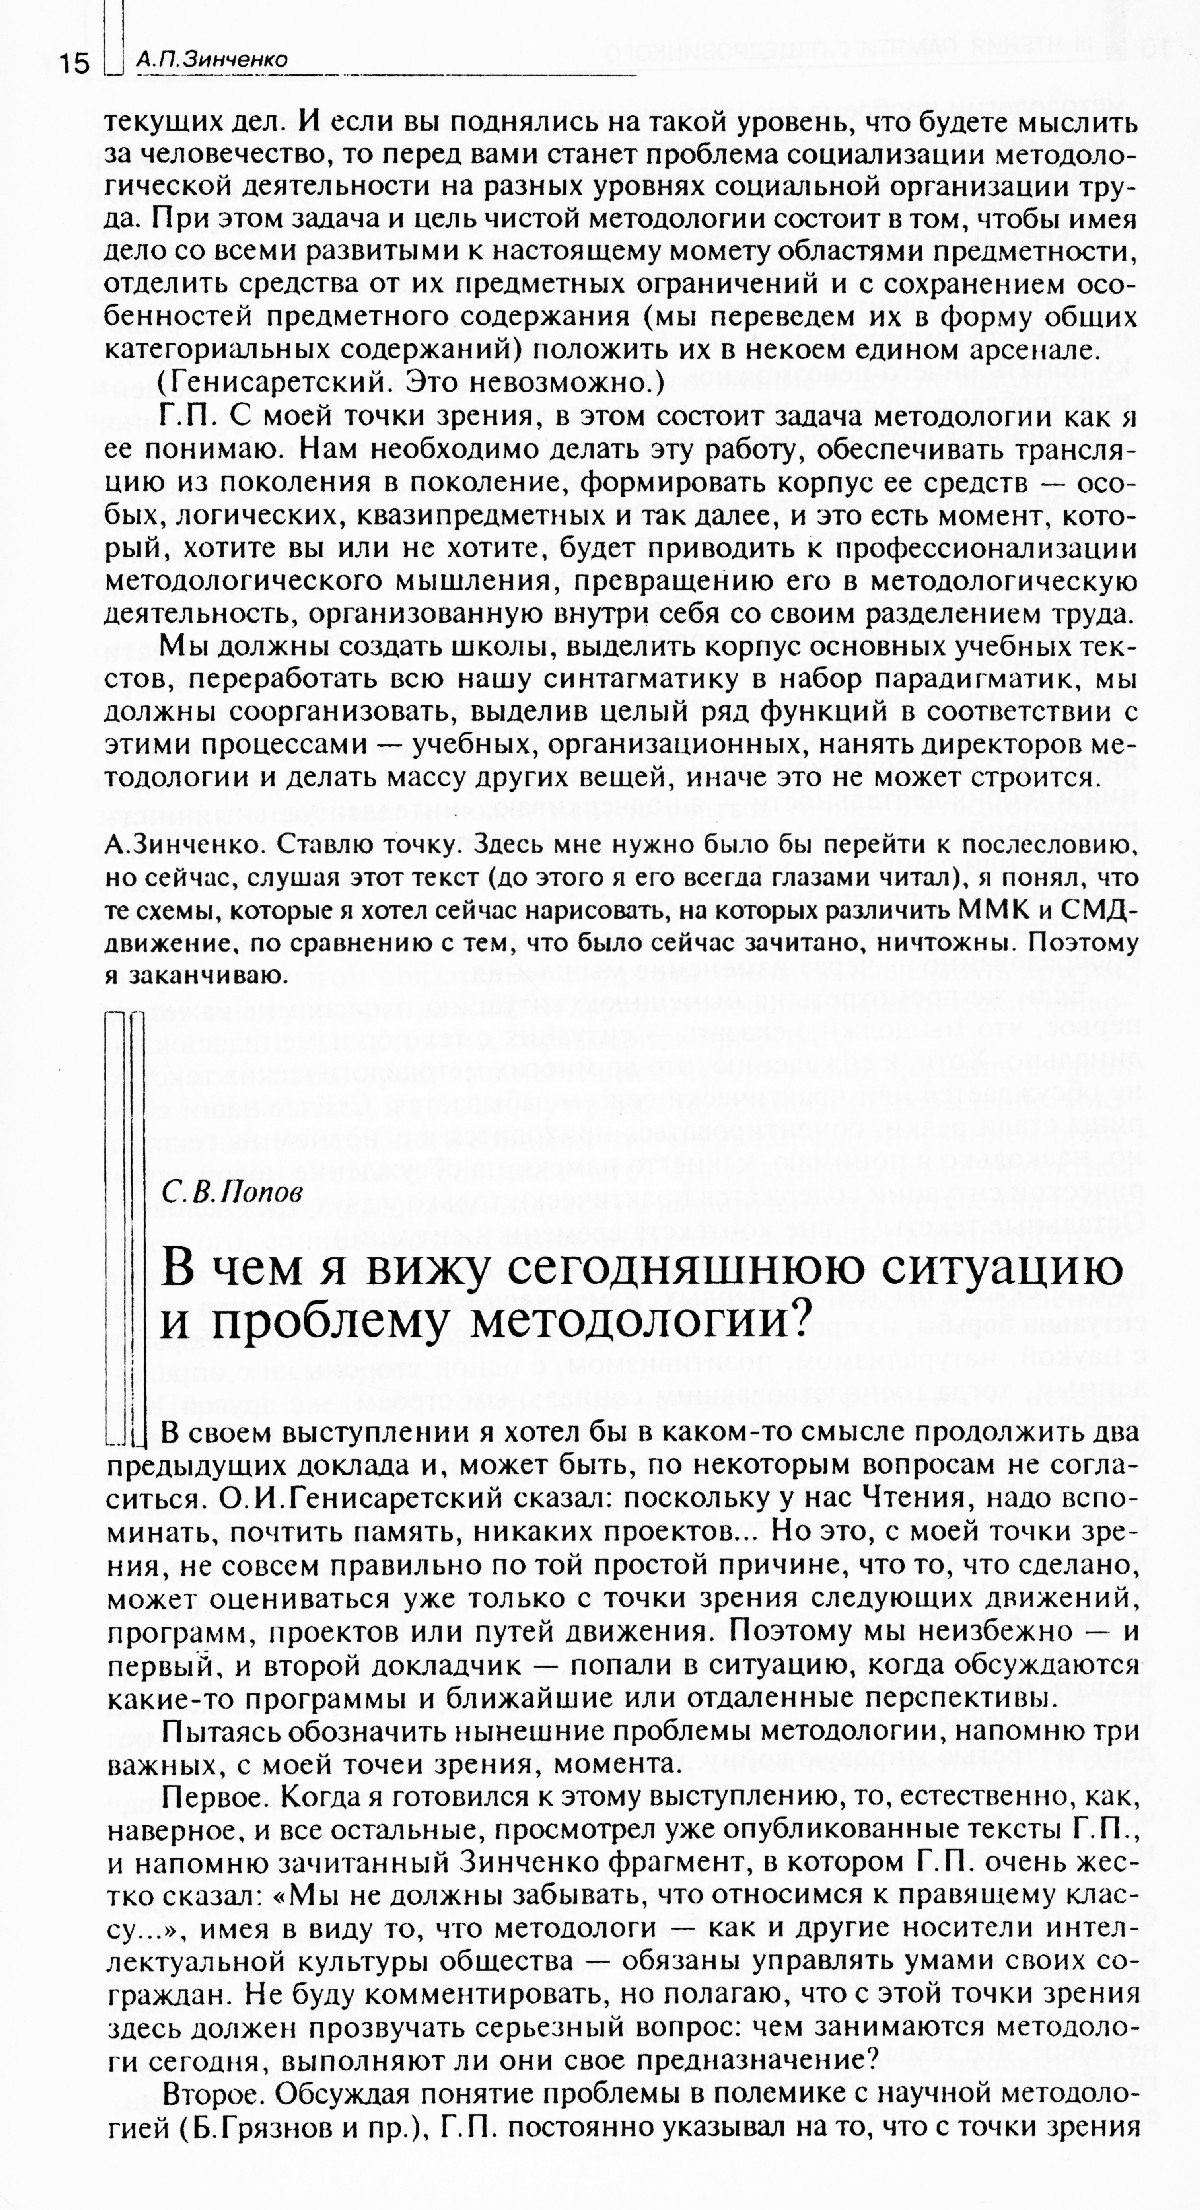 15 А.П.Зинченко
текущих дел. И если вы поднялись на такой уровень, что будете мыслить
за человечество, то перед вами станет проблема социализации методоло-
гической деятельности на разных уровнях социальной организации тру-
да. При этом задача и цель чистой методологии состоит в том, чтобы имея
дело со всеми развитыми к настоящему момету областями предметности,
отделить средства от их предметных ограничений и с сохранением осо-
бенностей предметного содержания (мы переведем их в форму общих
категориальных содержаний) положить их в некоем едином арсенале.
(Генисаретский. Это невозможно.)
Г.П. С моей точки зрения, в этом состоит задача методологии как я
ее понимаю. Нам необходимо делать эту работу, обеспечивать трансля-
цию из поколения в поколение, формировать корпус ее средств — осо-
бых, логических, квазипредметных и так далее, и это есть момент, кото-
рый, хотите вы или не хотите, будет приводить к профессионализации
методологического мышления, превращению его в методологическую
деятельность, организованную внутри себя со своим разделением труда.
Мы должны создать школы, выделить корпус основных учебных тек-
стов, переработать всю нашу синтагматику в набор парадигматик, мы
должны соорганизовать, выделив целый ряд функций в соответствии с
этими процессами — учебных, организационных, нанять директоров ме-
тодологии и делать массу других вещей, иначе это не может строится.
А.Зинченко. Ставлю точку. Здесь мне нужно было бы перейти к послесловию,
но сейчас, слушая этот текст (до этого я его всегда глазами читал), я понял, что
те схемы, которые я хотел сейчас нарисовать, на которых различить ММК и СМД-
движение, по сравнению с тем, что было сейчас зачитано, ничтожны. Поэтому
я заканчиваю.
С.В.Попов
В чем я вижу сегодняшнюю ситуацию
и проблему методологии?
В своем выступлении я хотел бы в каком-то смысле продолжить два
предыдущих доклада и, может быть, по некоторым вопросам не согла-
ситься. О.И.Генисаретский сказал: поскольку у нас Чтения, надо вспо-
минать, почтить память, никаких проектов... Но это, с моей точки зре-
ния, не совсем правильно по той простой причине, что то, что сделано,
может оцениваться уже только с точки зрения следующих движений,
программ, проектов или путей движения. Поэтому мы неизбежно — и
первый, и второй докладчик — попали в ситуацию, когда обсуждаются
какие-то программы и ближайшие или отдаленные перспективы.
Пытаясь обозначить нынешние проблемы методологии, напомню три
важных, с моей точеи зрения, момента.
Первое. Когда я готовился к этому выступлению, то, естественно, как,
наверное, и все остальные, просмотрел уже опубликованные тексты Г.П.,
и напомню зачитанный Зинченко фрагмент, в котором Г.П. очень жес-
тко сказал: «Мы не должны забывать, что относимся к правящему клас-
су...», имея в виду то, что методологи — как и другие носители интел-
лектуальной культуры общества — обязаны управлять умами своих со-
граждан. Не буду комментировать, но полагаю, что с этой точки зрения
здесь должен прозвучать серьезный вопрос: чем занимаются методоло-
ги сегодня, выполняют ли они свое предназначение?
Второе. Обсуждая понятие проблемы в полемике с научной методоло-
гией (Б.Грязнов и пр.), Г.П. постоянно указывал на то, что с точки зрения